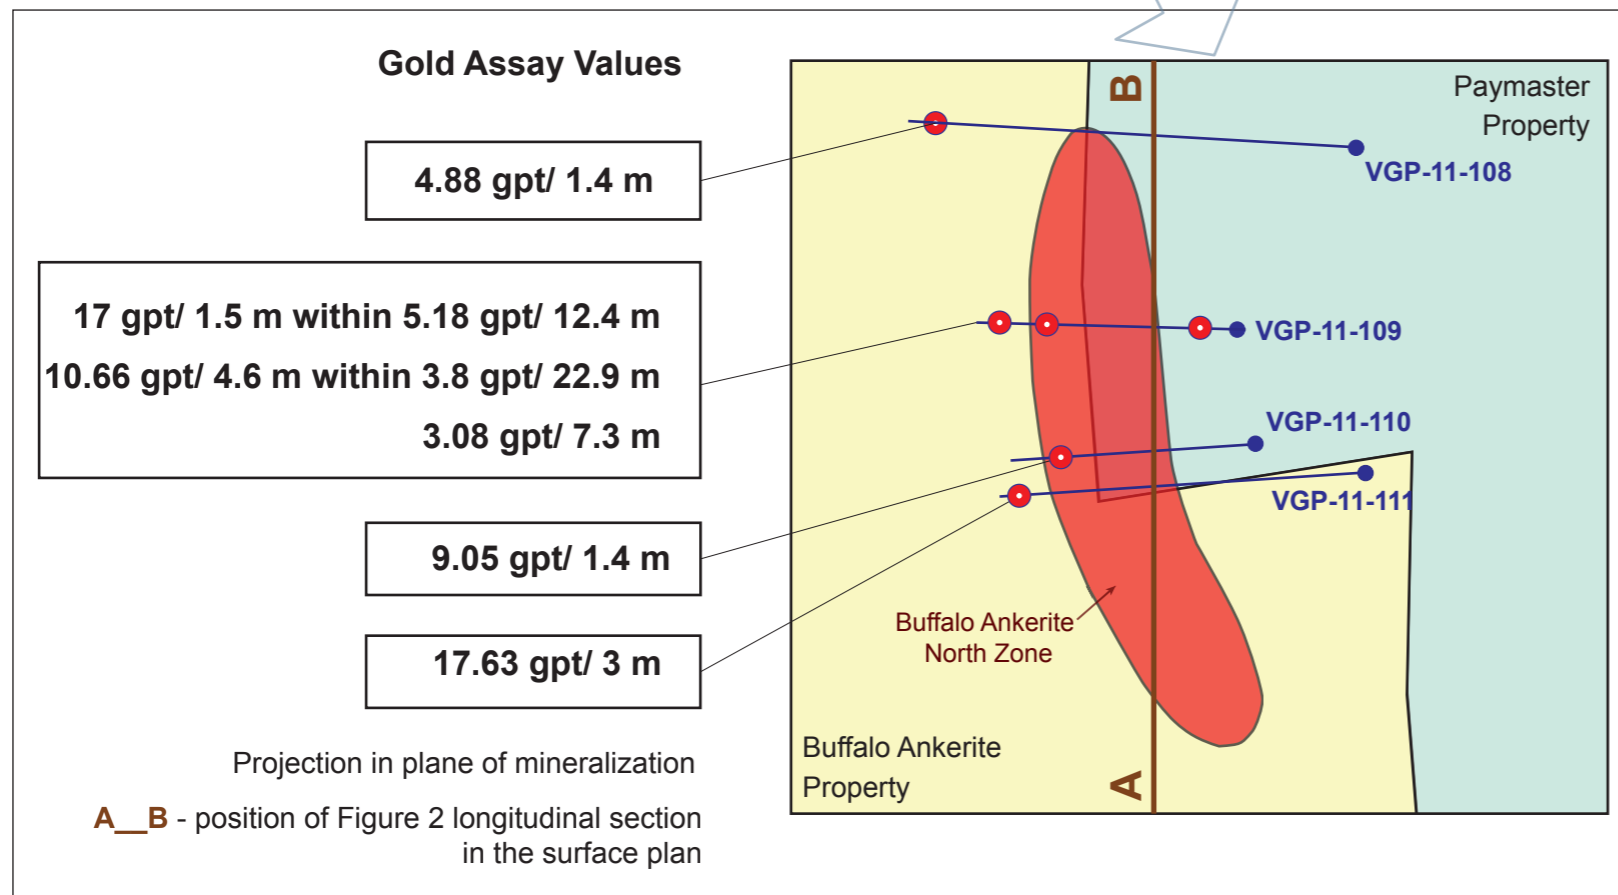 Gold Assay Values
4.88 gpt/ 1.4 m
17 gpt/ 1.5 m within 5.18 gpt/ 12.4 m
10.66 gpt/ 4.6 m within 3.8 gpt/ 22.9 m
3.08 gpt/ 7.3 m
9.05 gpt/ 1.4 m
17.63 gpt/ 3 m
Projection in plane of mineralization
A__B - position of Figure 2 longitudinal section
in the surface plan
B
Paymaster
Property
VGP-11-108
VGP-11-109
VGP-11-110
VGP-11-111
Buffalo Ankerite
North Zone
Buffalo Ankerite
Property
A